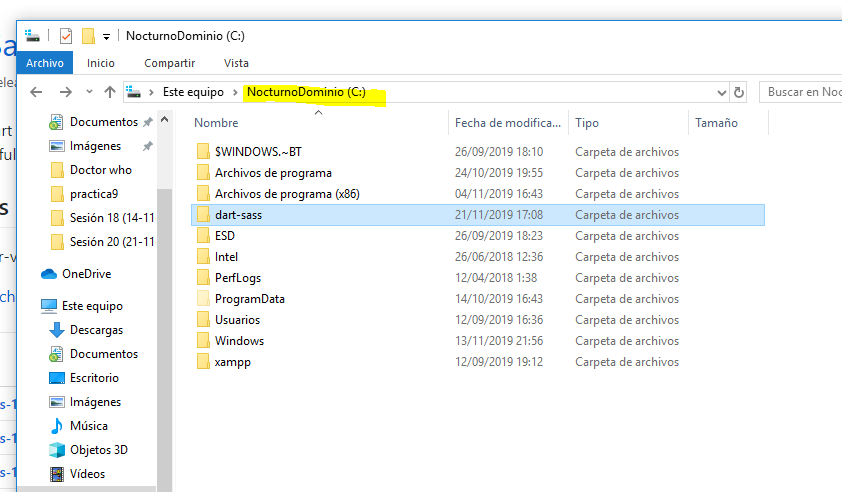 NocturnoDominio (C:)
Archivo Inicio Compartir Vista
Este equipo > NocturnoDominio (C:) Buscar en Noc
Nombre Fecha de modifica... Tipo Tamaño
Documentos
Imágenes
Doctor who
practica9
Sesión 18 (14-11
Sesión 20 (21-11
OneDrive
Este equipo
Descargas
Documentos
Escritorio
Imágenes
Música
Objetos 3D
Vídeos
$WINDOWS.~BT 26/09/2019 18:10 Carpeta de archivos
Archivos de programa 24/10/2019 19:55 Carpeta de archivos
Archivos de programa (x86) 04/11/2019 16:43 Carpeta de archivos
dart-sass 21/11/2019 17:08 Carpeta de archivos
ESD 26/09/2019 18:23 Carpeta de archivos
Intel 26/06/2018 12:36 Carpeta de archivos
PerfLogs 12/04/2018 1:38 Carpeta de archivos
ProgramData 14/10/2019 16:43 Carpeta de archivos
Usuarios 12/09/2019 16:36 Carpeta de archivos
Windows 13/11/2019 21:56 Carpeta de archivos
xampp 12/09/2019 19:12 Carpeta de archivos